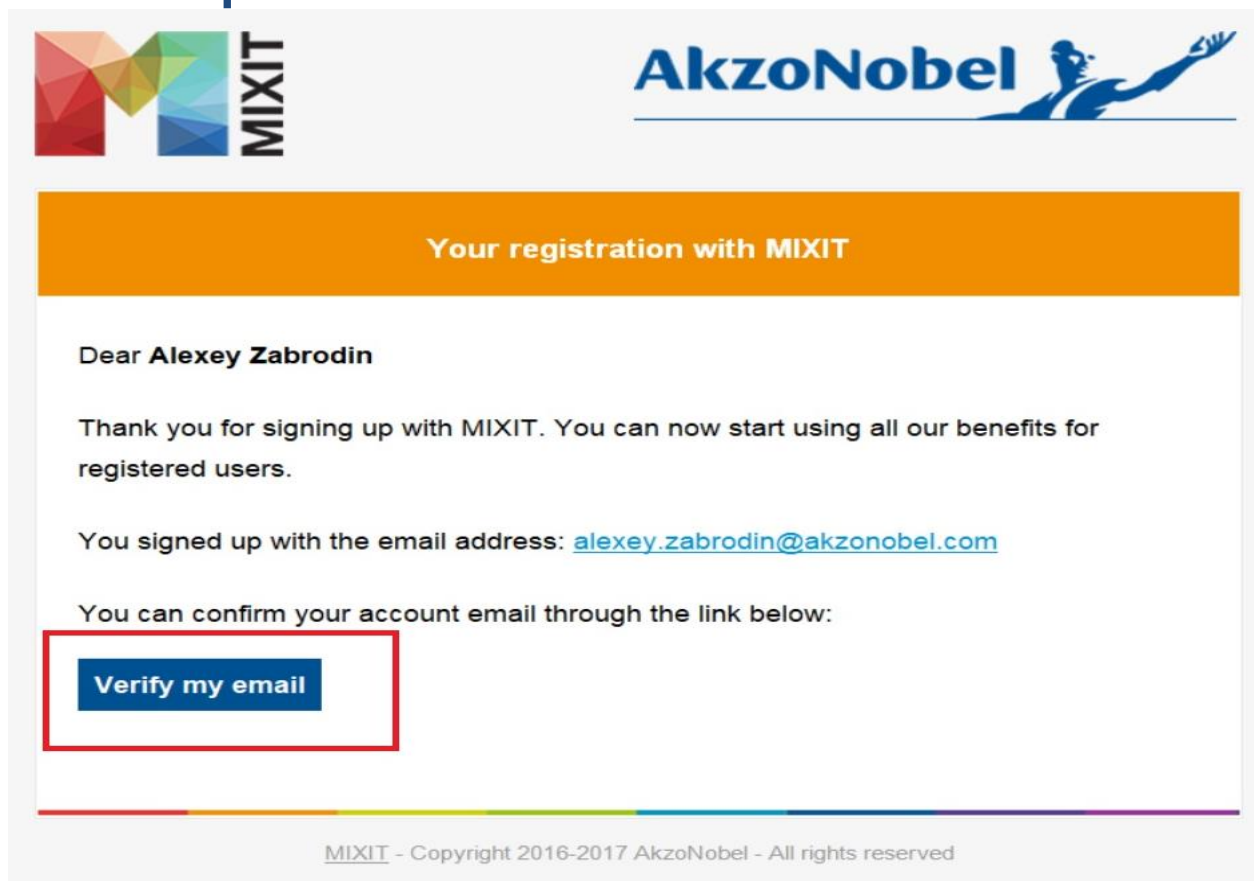 MIXIT
AkzoNobel
Your registration with MIXIT
Dear Alexey Zabrodin
Thank you for signing up with MIXIT. You can now start using all our benefits for
registered users.
You signed up with the email address: alexey.zabrodin@akzonobel.com
You can confirm your account email through the link below:
Verify my email
MIXIT - Copyright 2016-2017 AkzoNobel - All rights reserved